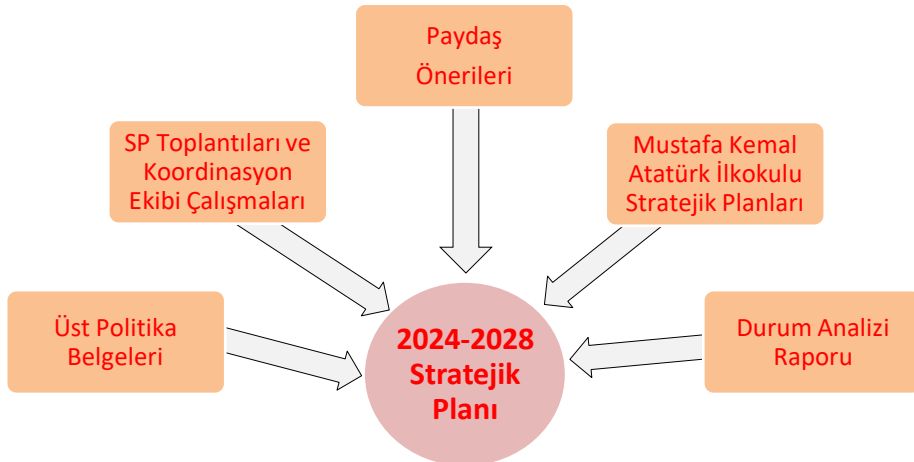 Paydaş
Önerileri
SP Toplantıları ve
Koordinasyon
Ekibi Çalışmaları
Mustafa Kemal
Atatürk İlkokulu
Stratejik Planları
Üst Politika
Belgeleri
2024-2028
Stratejik
Planı
Durum Analizi
Raporu